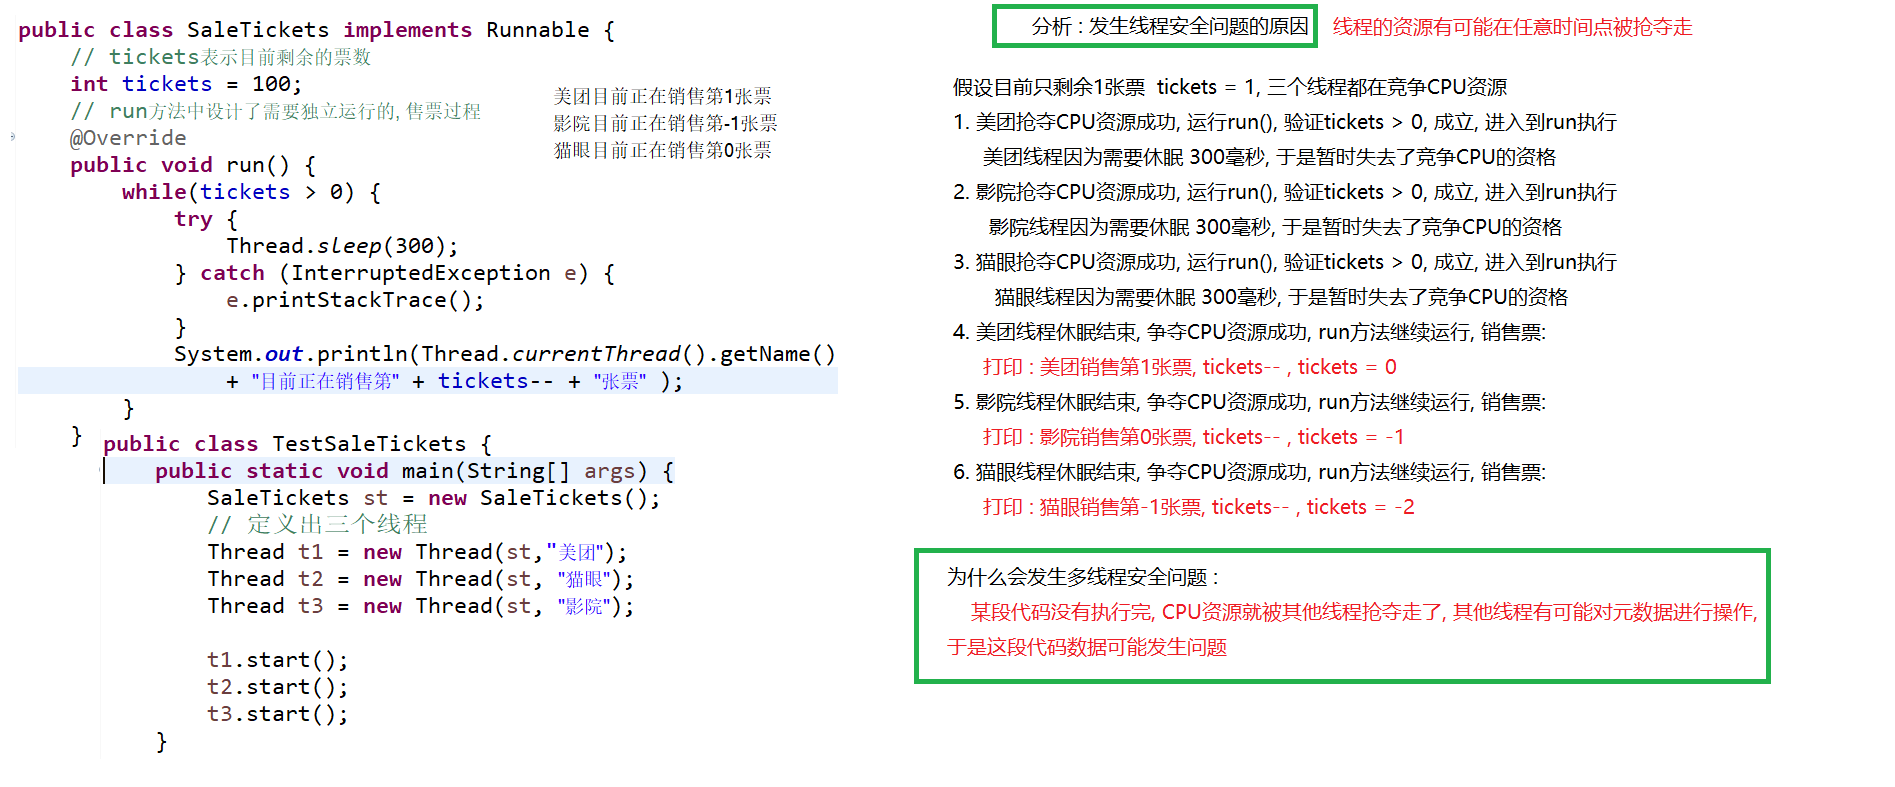 public class SaleTickets implements Runnable {
// tickets表示目前剩余的票数
int tickets = 100;
// run方法中设计了需要独立运行的, 售票过程
@Override
public void run() {
while(tickets > 0) {
try {
Thread.sleep(300);
} catch (InterruptedException e) {
e.printStackTrace();
}
System.out.println(Thread.currentThread().getName()
+ "目前正在销售第" + tickets-- + "张票" );
}
}
美团目前正在销售第1张票
影院目前正在销售第-1张票
猫眼目前正在销售第0张票
public class TestSaleTickets {
public static void main(String[] args) {
SaleTickets st = new SaleTickets();
// 定义出三个线程
Thread t1 = new Thread(st,"美团");
Thread t2 = new Thread(st, "猫眼");
Thread t3 = new Thread(st, "影院");
t1.start();
t2.start();
t3.start();
}
分析 : 发生线程安全问题的原因 线程的资源有可能在任意时间点被抢夺走
假设目前只剩余1张票 tickets = 1, 三个线程都在竞争CPU资源
1. 美团抢夺CPU资源成功, 运行run(), 验证tickets > 0, 成立, 进入到run执行
美团线程因为需要休眠 300毫秒, 于是暂时失去了竞争CPU的资格
2. 影院抢夺CPU资源成功, 运行run(), 验证tickets > 0, 成立, 进入到run执行
影院线程因为需要休眠 300毫秒, 于是暂时失去了竞争CPU的资格
3. 猫眼抢夺CPU资源成功, 运行run(), 验证tickets > 0, 成立, 进入到run执行
猫眼线程因为需要休眠 300毫秒, 于是暂时失去了竞争CPU的资格
4. 美团线程休眠结束, 争夺CPU资源成功, run方法继续运行, 销售票:
打印 : 美团销售第1张票, tickets-- , tickets = 0
5. 影院线程休眠结束, 争夺CPU资源成功, run方法继续运行, 销售票:
打印 : 影院销售第0张票, tickets-- , tickets = -1
6. 猫眼线程休眠结束, 争夺CPU资源成功, run方法继续运行, 销售票:
打印 : 猫眼销售第-1张票, tickets-- , tickets = -2
为什么会发生多线程安全问题 :
某段代码没有执行完, CPU资源就被其他线程抢夺走了, 其他线程有可能对元数据进行操作,
于是这段代码数据可能发生问题